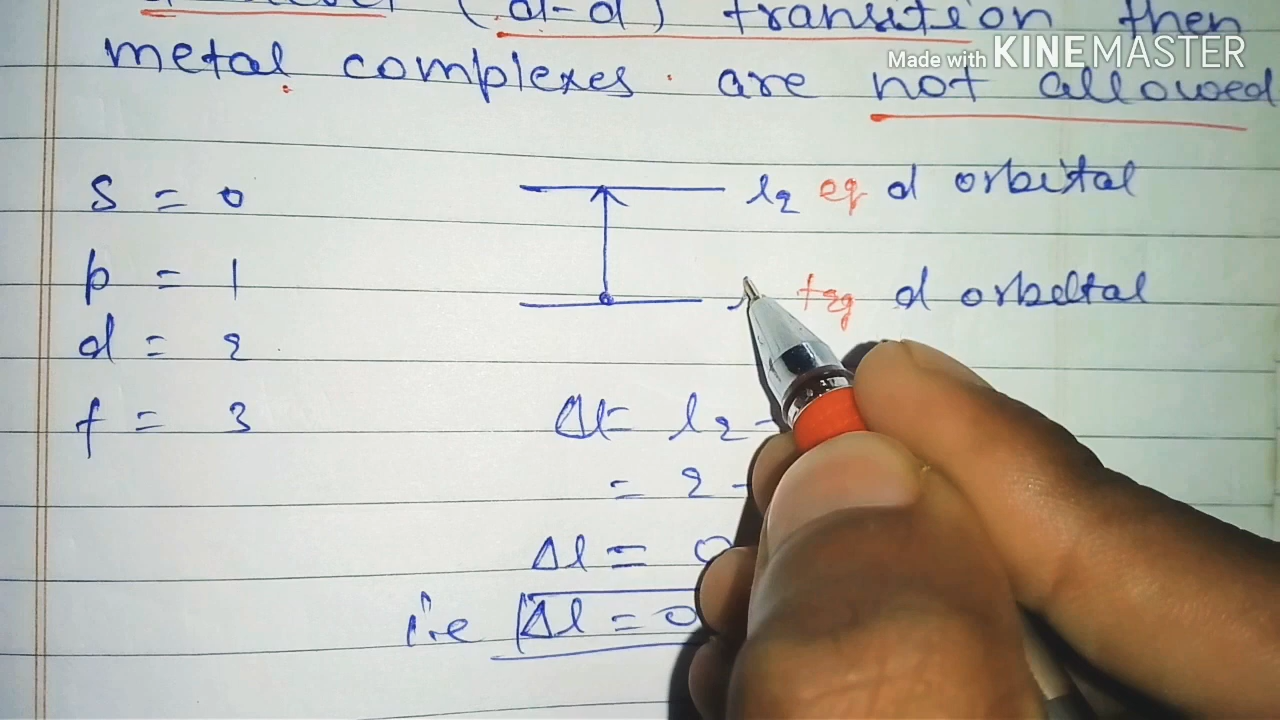 (d-d) transition then
Made with KINEMASTER
metal complexes are not allowed
s = 0
l2 eg d orbital
p = 1
t2g d orbital
d = 2
f = 3
Δl = l2 -
= 2 -
Δl = 0
i.e Δl = 0